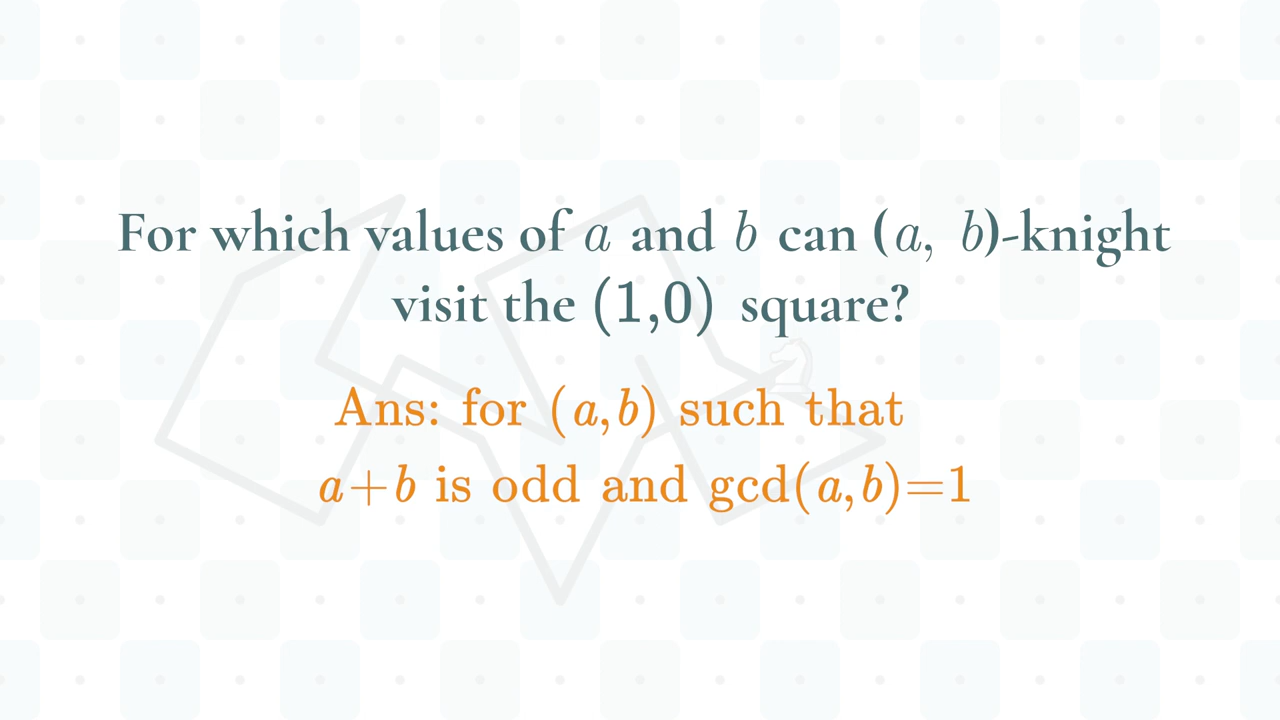 For which values of a and b can (a, b)-knight
visit the (1,0) square?
Ans: for (a,b) such that
a+b is odd and gcd(a,b)=1